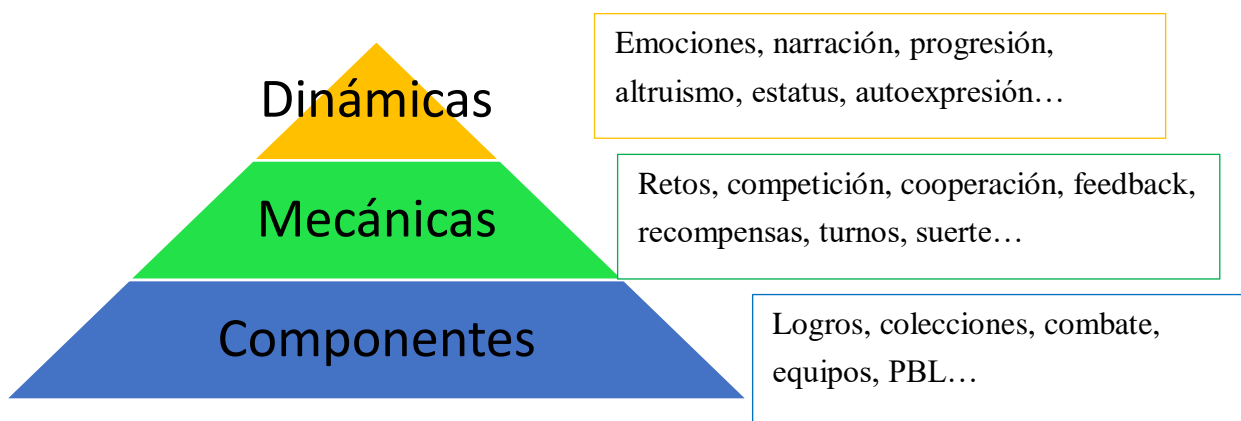 Dinámicas
Emociones, narración, progresión,
altruismo, estatus, autoexpresión…
Mecánicas
Retos, competición, cooperación, feedback,
recompensas, turnos, suerte…
Componentes
Logros, colecciones, combate,
equipos, PBL…